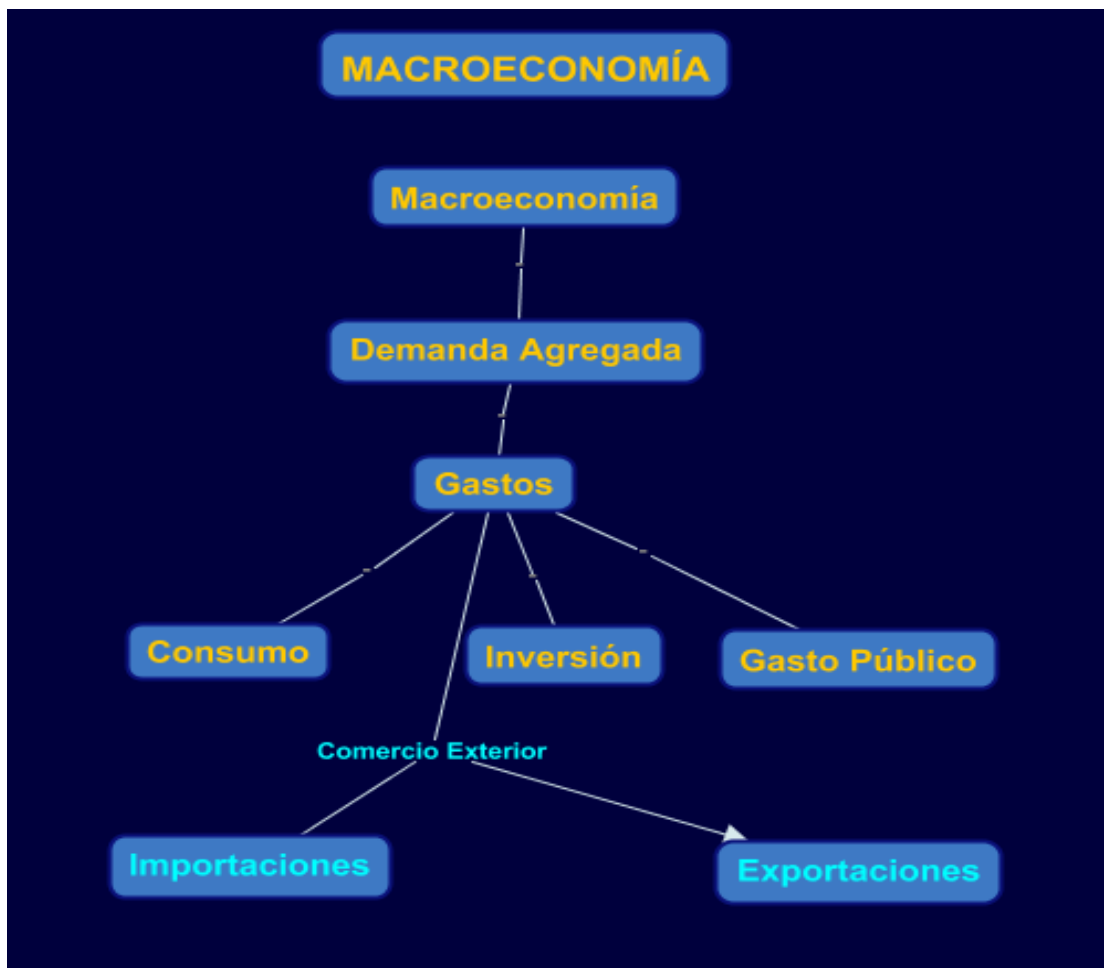 MACROECONOMÍA
Macroeconomía
Demanda Agregada
Gastos
Consumo
Inversión
Gasto Público
Comercio Exterior
Importaciones
Exportaciones